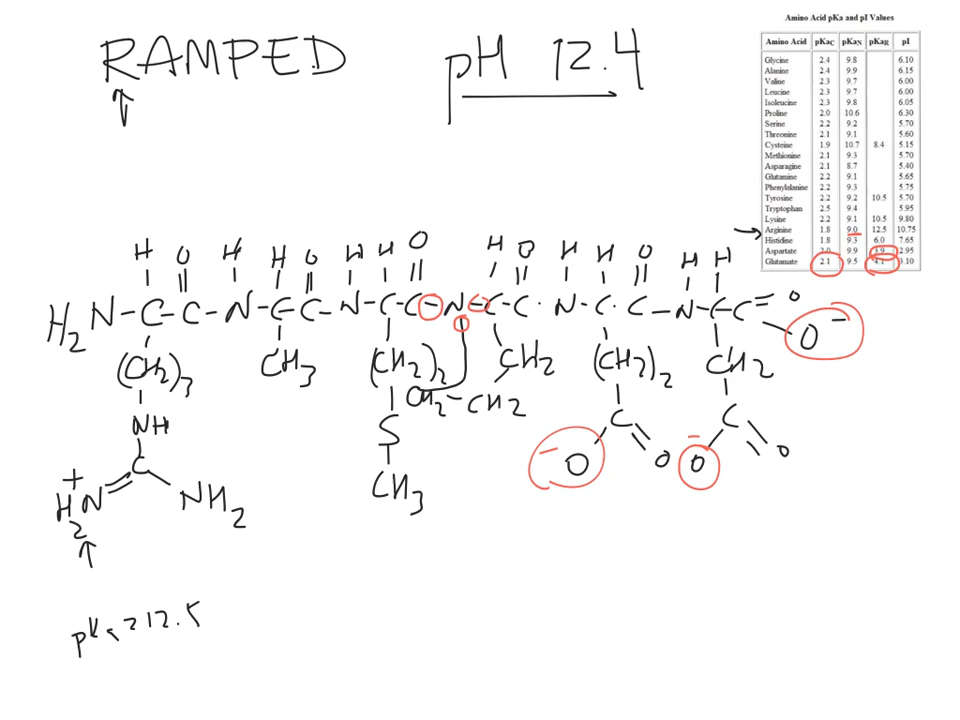 RAMPED
pH 12.4
Amino Acid pKa and pI Values
Amino Acid pKaC pKaN pKaR pI
Glycine 2.4 9.8 6.10
Alanine 2.4 9.9 6.15
Valine 2.3 9.7 6.00
Leucine 2.3 9.7 6.00
Isoleucine 2.3 9.8 6.05
Proline 2.0 10.6 6.30
Serine 2.2 9.2 5.70
Threonine 2.1 9.1 5.60
Cysteine 1.9 10.7 8.4 5.15
Methionine 2.1 9.3 5.70
Asparagine 2.1 8.7 5.40
Glutamine 2.2 9.1 5.65
Phenylalanine 2.2 9.3 5.75
Tyrosine 2.2 9.2 10.5 5.70
Tryptophan 2.5 9.4 5.95
Lysine 2.2 9.1 10.5 9.80
Arginine 1.8 9.0 12.5 10.75
Histidine 1.8 9.3 6.0 7.65
Aspartate 2.0 9.9 3.9 2.95
Glutamate 2.1 9.5 4.1 3.10
H O H H O H H O H O H H O H H
H2N-C-C-N-C-C-N-C-C-N-C-C-N-C-C-N-C-C=O
O-
(CH2)3 CH3 (CH2)2 CH2 (CH2)2 CH2
CH2-CH2
NH S C C
C -O O -O O
+
H2N NH2 CH3
12.5